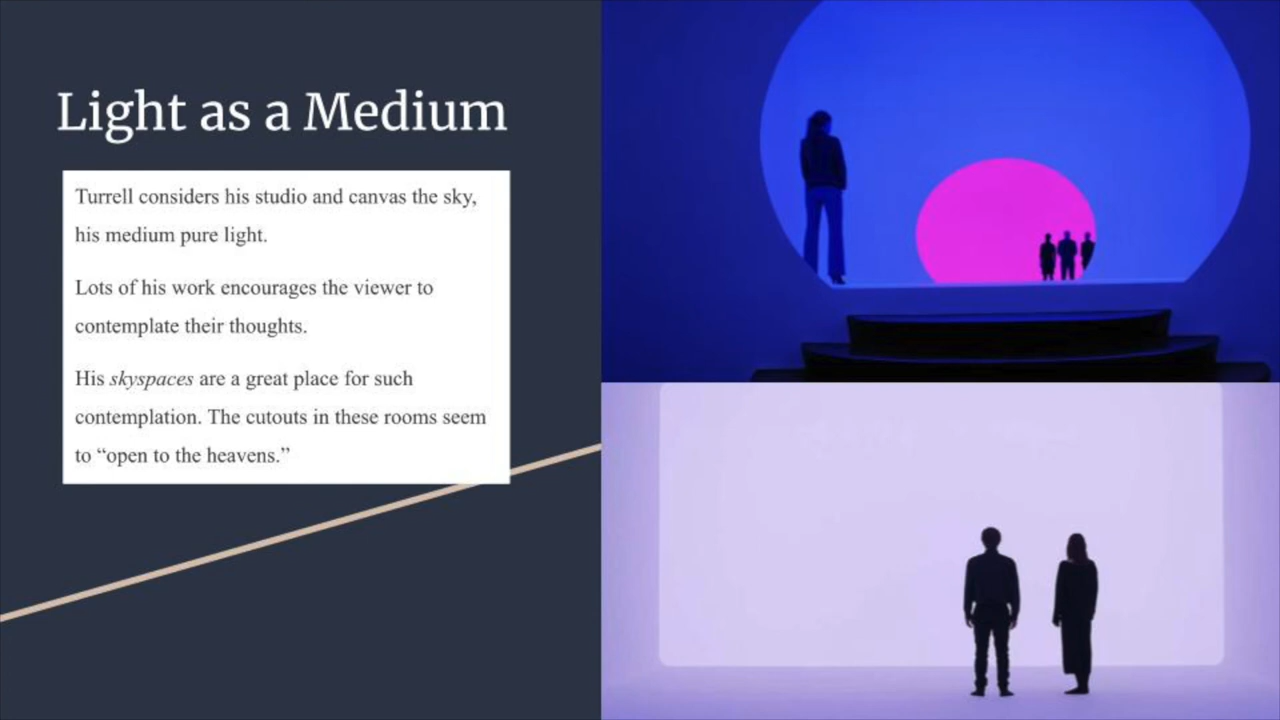 Light as a Medium
Turrell considers his studio and canvas the sky,
his medium pure light.
Lots of his work encourages the viewer to
contemplate their thoughts.
His skyspaces are a great place for such
contemplation. The cutouts in these rooms seem
to “open to the heavens.”